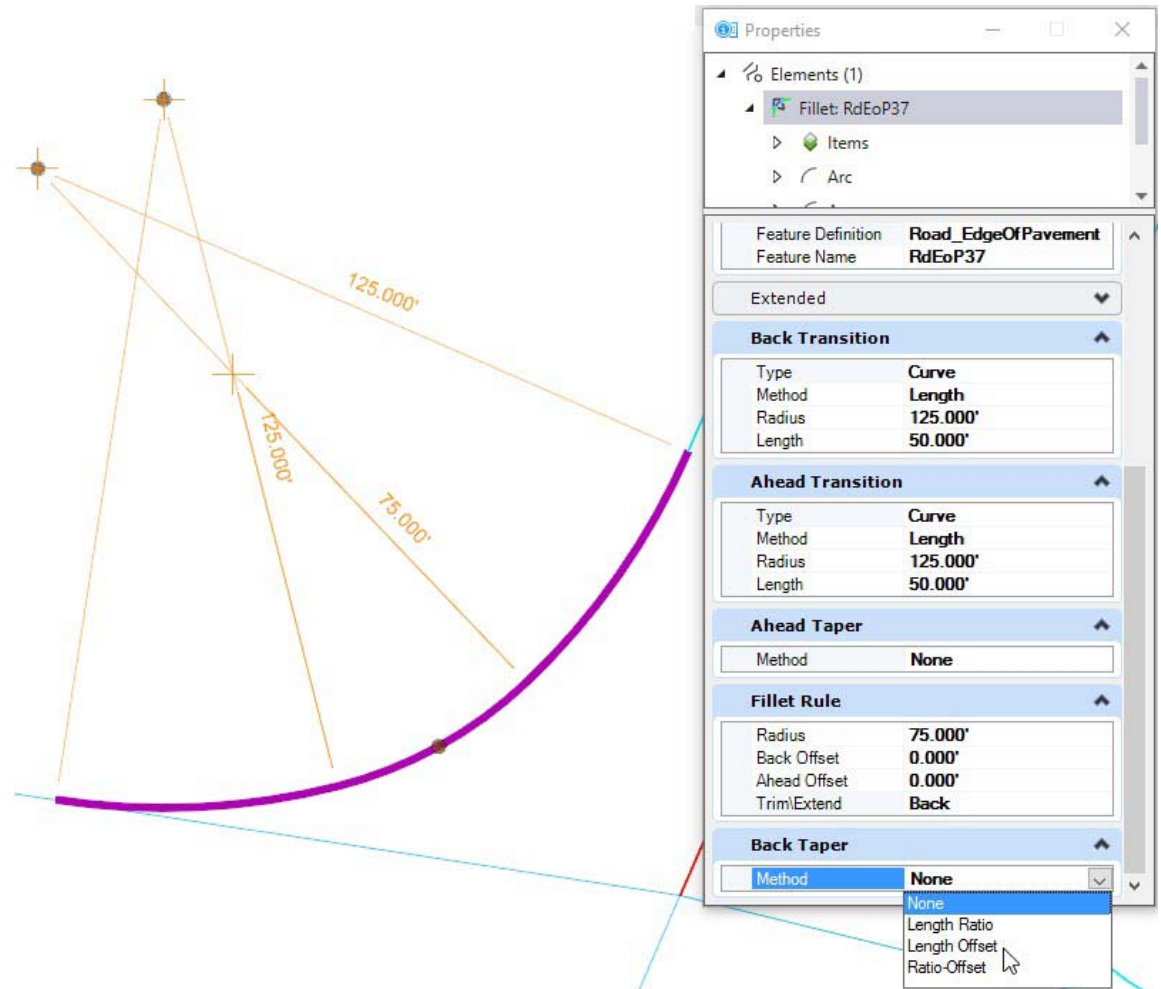 Properties
Elements (1)
Fillet: RdEoP37
Items
Arc
Feature Definition Road_EdgeOfPavement
Feature Name RdEoP37
Extended
Back Transition
Type Curve
Method Length
Radius 125.000'
Length 50.000'
Ahead Transition
Type Curve
Method Length
Radius 125.000'
Length 50.000'
Ahead Taper
Method None
Fillet Rule
Radius 75.000'
Back Offset 0.000'
Ahead Offset 0.000'
Trim\Extend Back
Back Taper
Method None
None
Length Ratio
Length Offset
Ratio-Offset
125.000'
125.000'
75.000'